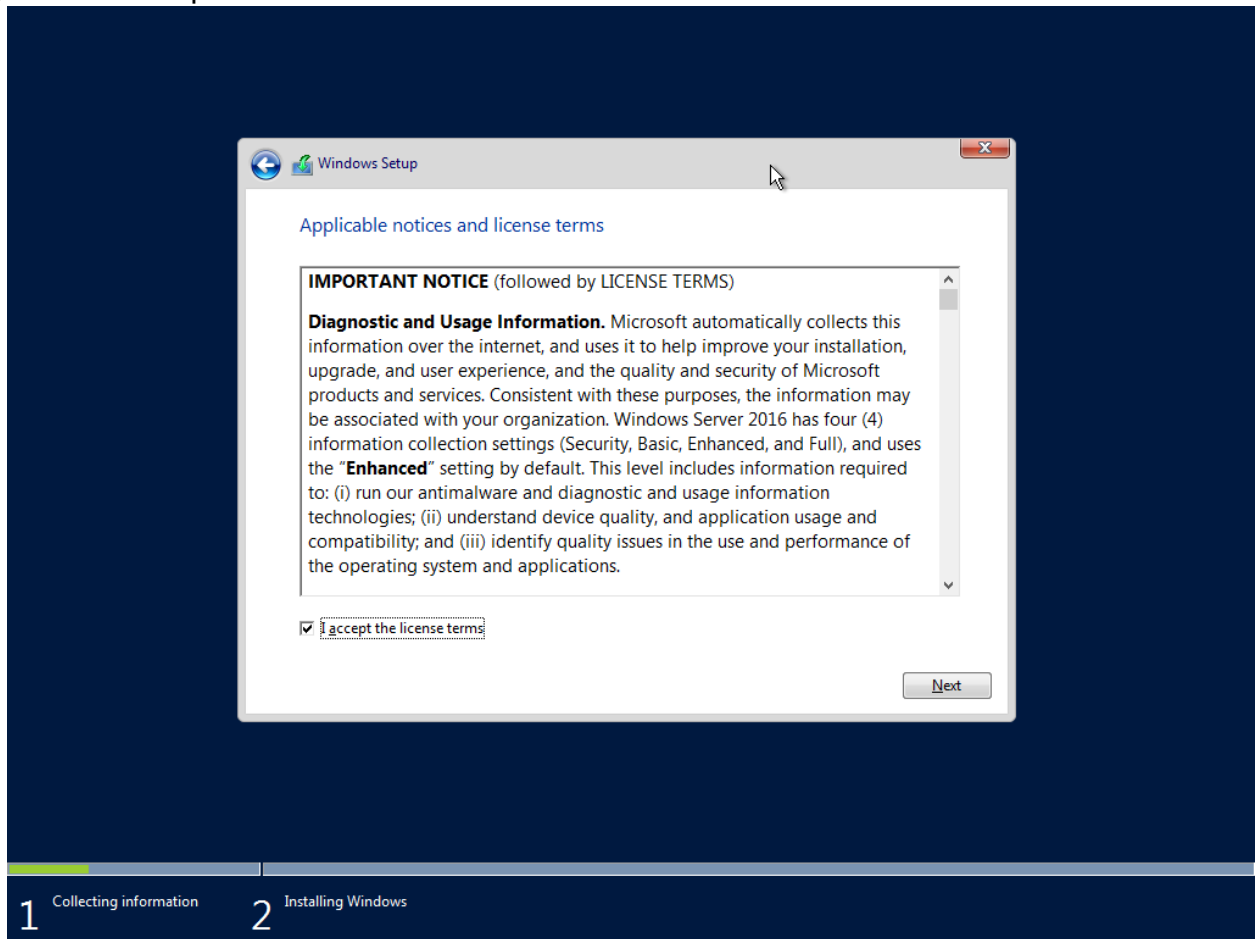 Windows Setup
Applicable notices and license terms
IMPORTANT NOTICE (followed by LICENSE TERMS)
Diagnostic and Usage Information. Microsoft automatically collects this
information over the internet, and uses it to help improve your installation,
upgrade, and user experience, and the quality and security of Microsoft
products and services. Consistent with these purposes, the information may
be associated with your organization. Windows Server 2016 has four (4)
information collection settings (Security, Basic, Enhanced, and Full), and uses
the “Enhanced” setting by default. This level includes information required
to: (i) run our antimalware and diagnostic and usage information
technologies; (ii) understand device quality, and application usage and
compatibility; and (iii) identify quality issues in the use and performance of
the operating system and applications.
I accept the license terms
Next
1 Collecting information
2 Installing Windows